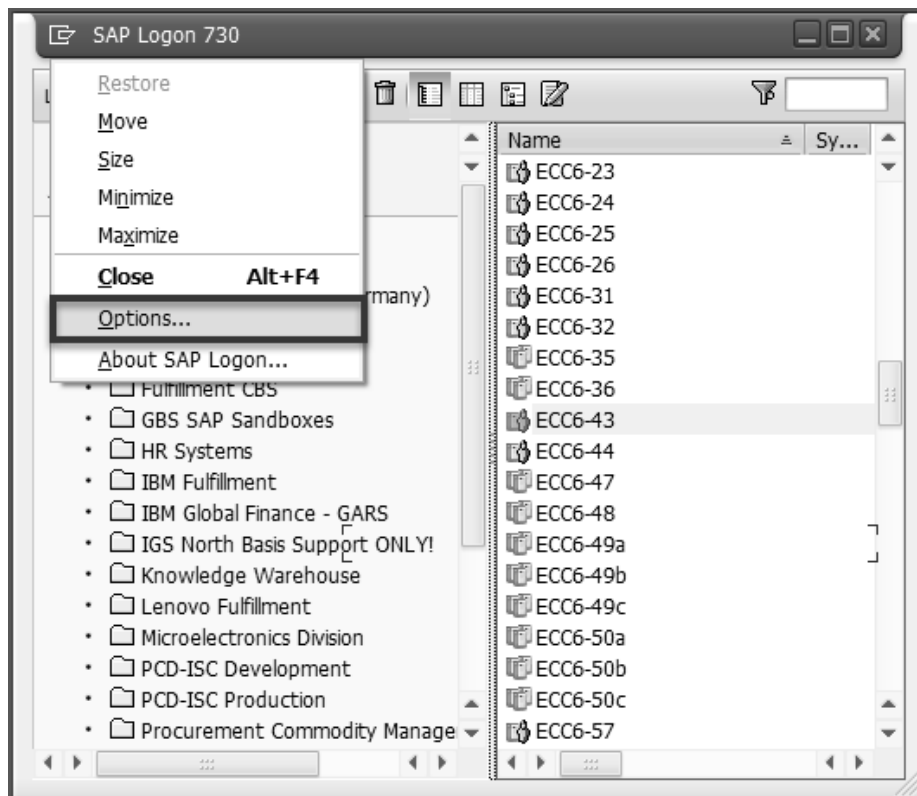 SAP Logon 730
Restore
Move
Size
Minimize
Maximize
Close Alt+F4
Options...
About SAP Logon...
rmany)
Fulfillment CBS
GBS SAP Sandboxes
HR Systems
IBM Fulfillment
IBM Global Finance - GARS
IGS North Basis Support ONLY!
Knowledge Warehouse
Lenovo Fulfillment
Microelectronics Division
PCD-ISC Development
PCD-ISC Production
Procurement Commodity Manage
Name Sy...
ECC6-23
ECC6-24
ECC6-25
ECC6-26
ECC6-31
ECC6-32
ECC6-35
ECC6-36
ECC6-43
ECC6-44
ECC6-47
ECC6-48
ECC6-49a
ECC6-49b
ECC6-49c
ECC6-50a
ECC6-50b
ECC6-50c
ECC6-57